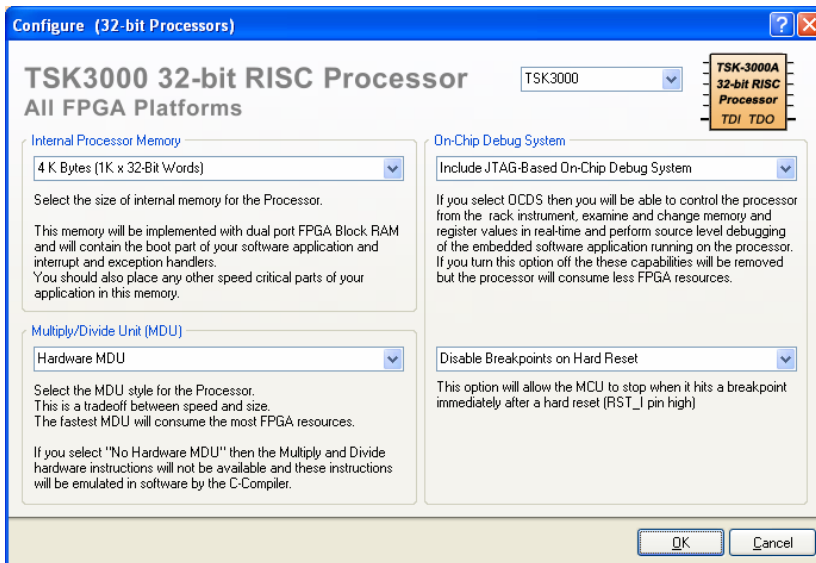 Configure (32-bit Processors)
TSK3000 32-bit RISC Processor
All FPGA Platforms
TSK3000
TSK-3000A
32-bit RISC
Processor
TDI TDO
Internal Processor Memory
4 K Bytes (1K x 32-Bit Words)
Select the size of internal memory for the Processor.
This memory will be implemented with dual port FPGA Block RAM
and will contain the boot part of your software application and
interrupt and exception handlers.
You should also place any other speed critical parts of your
application in this memory.
Multiply/Divide Unit (MDU)
Hardware MDU
Select the MDU style for the Processor.
This is a tradeoff between speed and size.
The fastest MDU will consume the most FPGA resources.
If you select "No Hardware MDU" then the Multiply and Divide
hardware instructions will not be available and these instructions
will be emulated in software by the C-Compiler.
On-Chip Debug System
Include JTAG-Based On-Chip Debug System
If you select OCDS then you will be able to control the processor
from the rack instrument, examine and change memory and
register values in real-time and perform source level debugging
of the embedded software application running on the processor.
If you turn this option off the these capabilities will be removed
but the processor will consume less FPGA resources.
Disable Breakpoints on Hard Reset
This option will allow the MCU to stop when it hits a breakpoint
immediately after a hard reset (RST_I pin high)
OK
Cancel